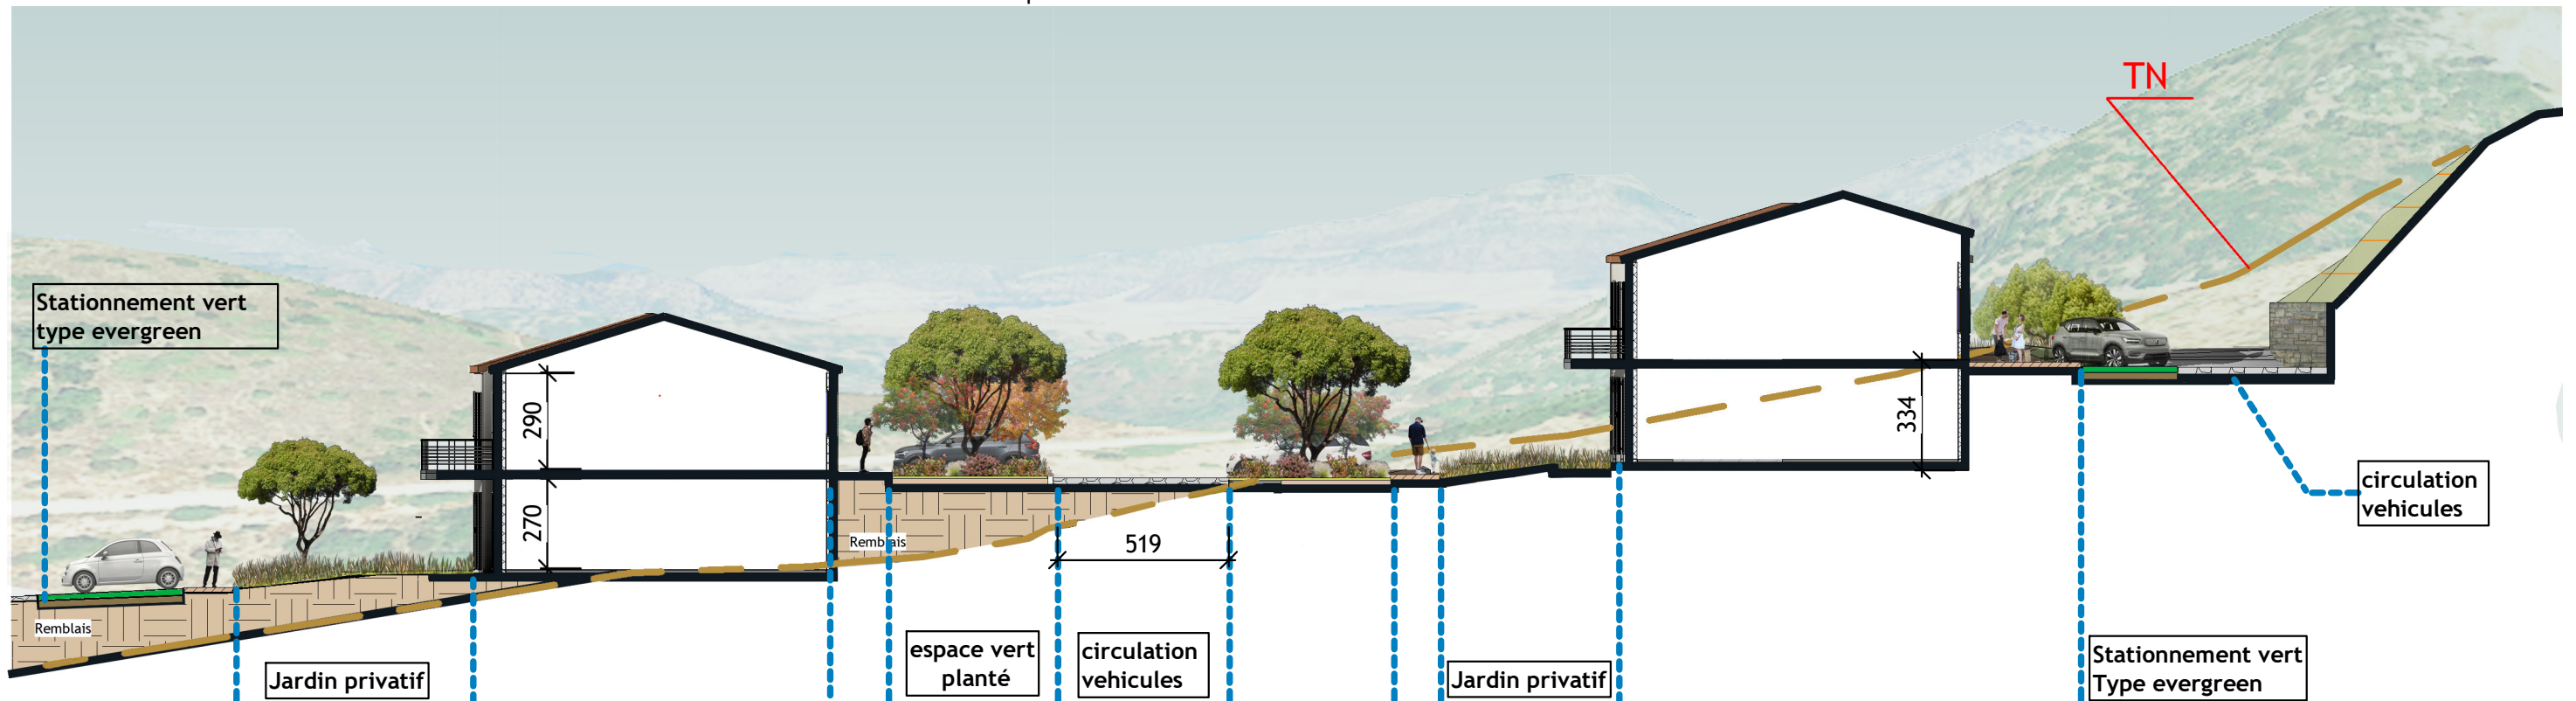 TN
Stationnement vert
type evergreen
290
334
270
Remblais
519
circulation
vehicules
Remblais
espace vert
planté
circulation
vehicules
Jardin privatif
Jardin privatif
Stationnement vert
Type evergreen